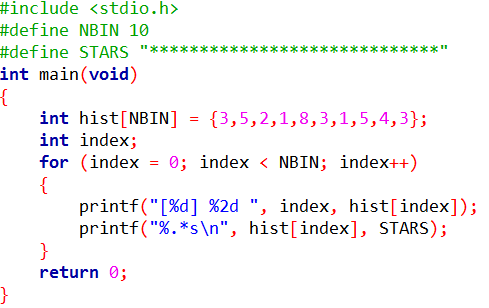 #include <stdio.h>
#define NBIN 10
#define STARS "*****************************"
int main(void)
{
    int hist[NBIN] = {3,5,2,1,8,3,1,5,4,3};
    int index;
    for (index = 0; index < NBIN; index++)
    {
        printf("[%d] %2d ", index, hist[index]);
        printf("%.*s\n", hist[index], STARS);
    }
    return 0;
}